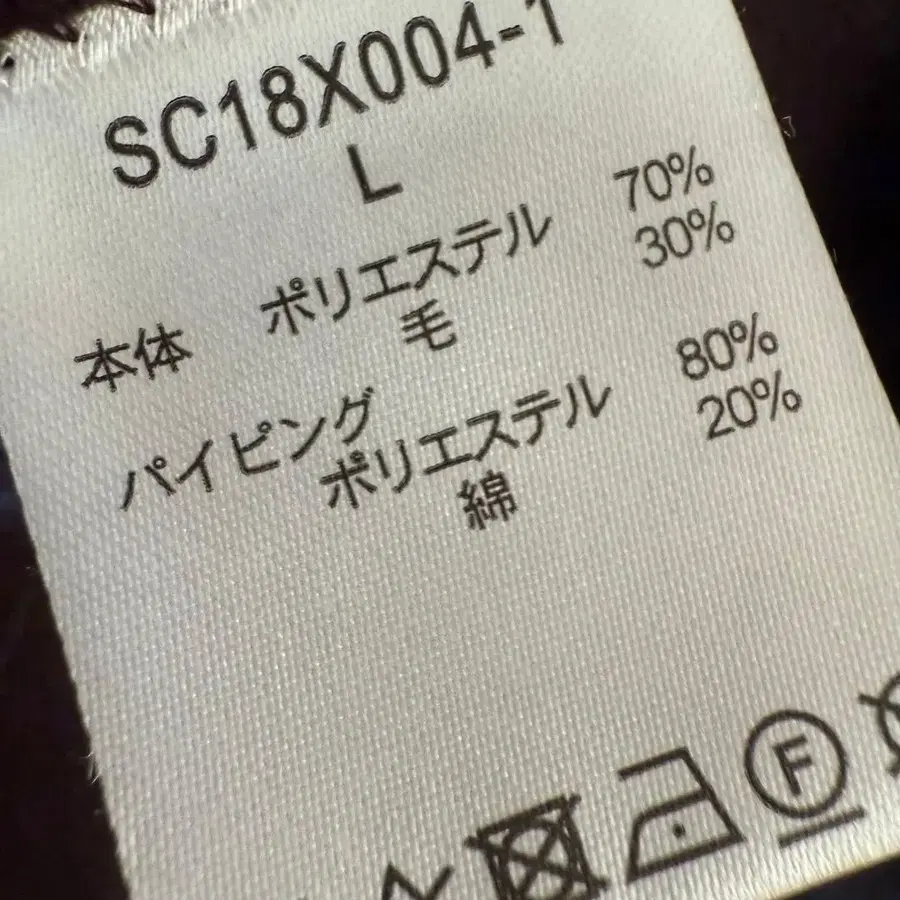 SC18X004-1
L
本体 ポリエステル 70%
毛 30%
パイピング
ポリエステル 80%
綿 20%
F